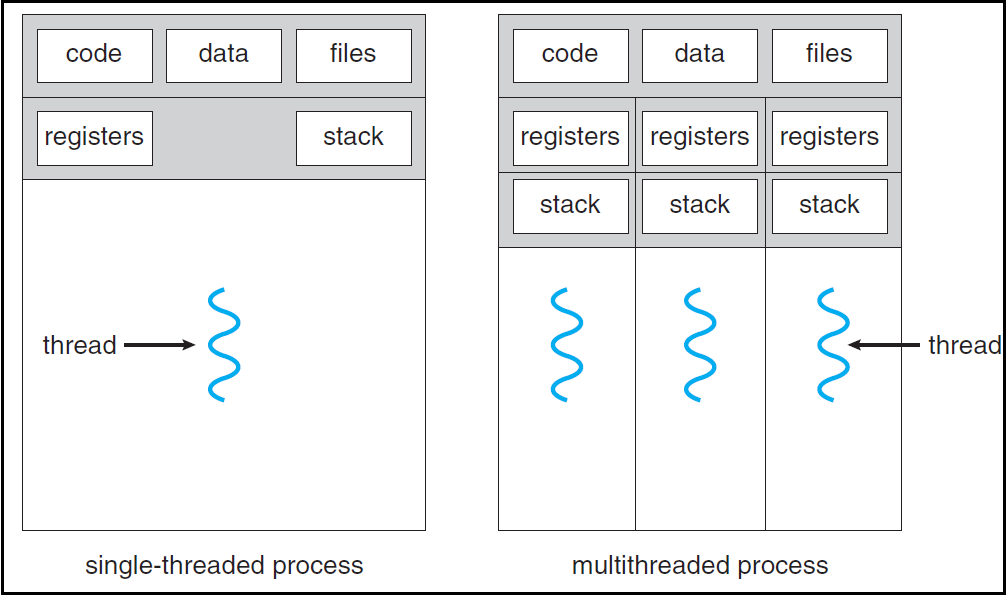 code data files
registers stack
thread
single-threaded process
code data files
registers registers registers
stack stack stack
thread
multithreaded process